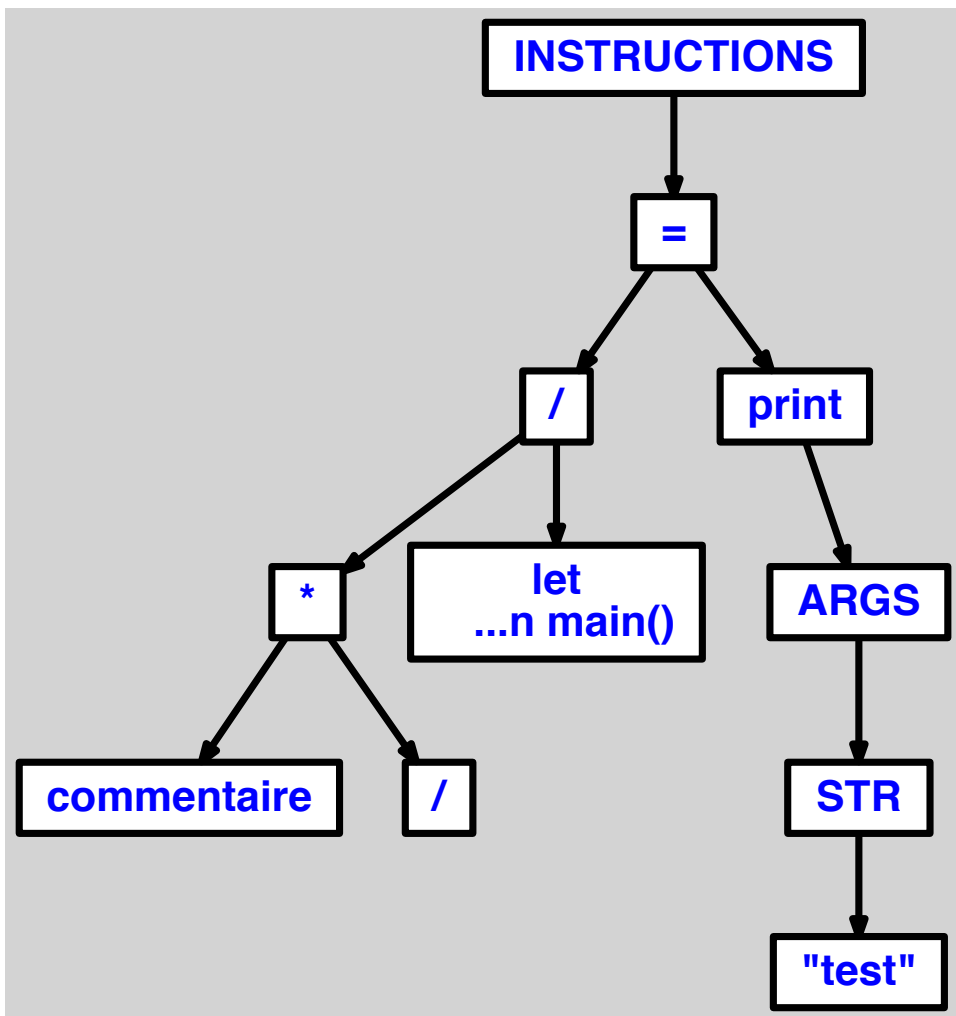 INSTRUCTIONS
=
/
print
*
let
...n main()
ARGS
commentaire
/
STR
"test"